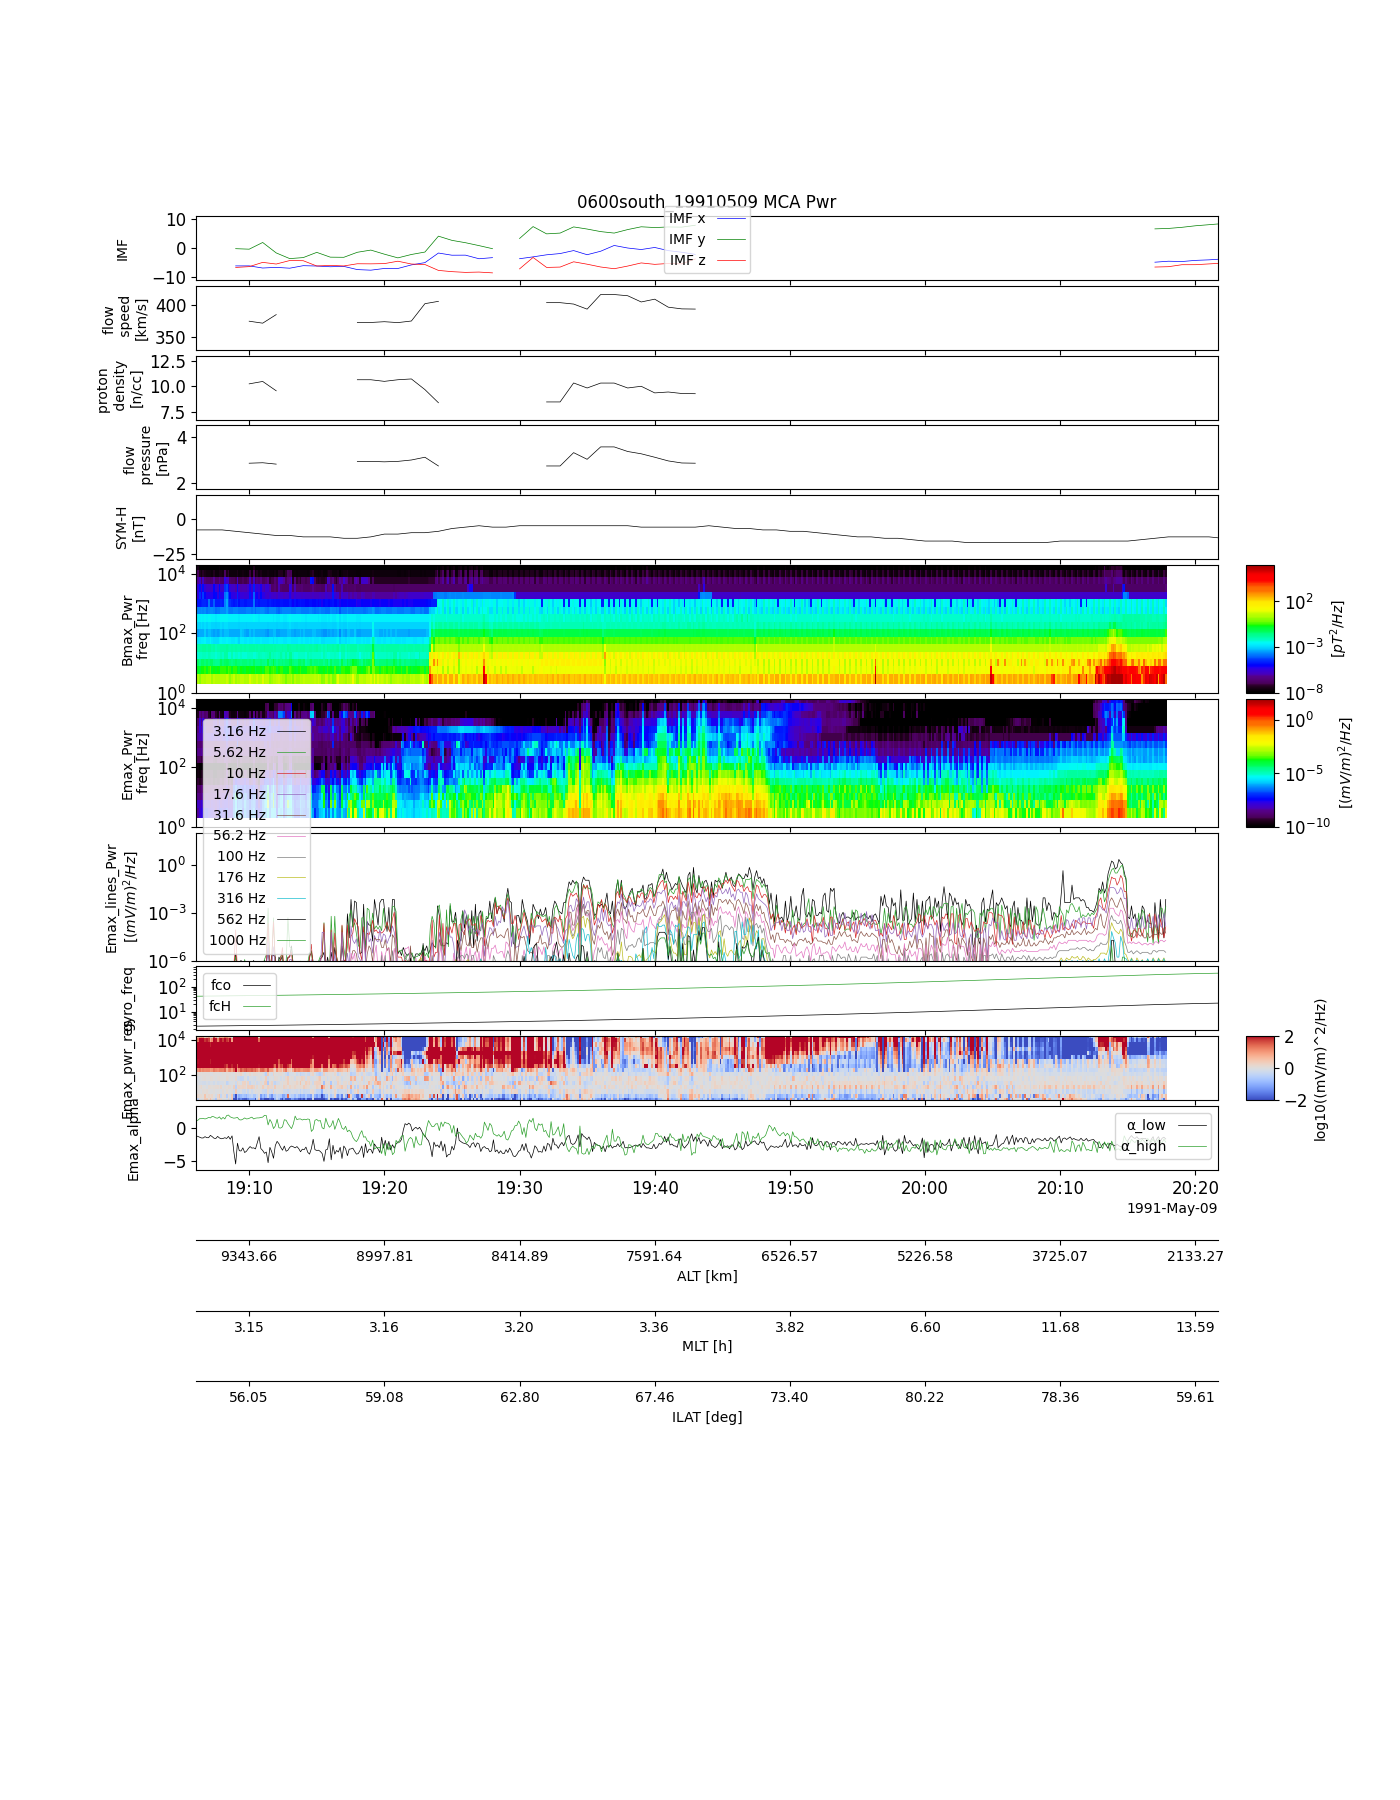 0600south_19910509 MCA Pwr
10
0
−10
IMF
IMF x
IMF y
IMF z
400
350
flow
speed
[km/s]
12.5
10.0
7.5
proton
density
[n/cc]
4
2
flow
pressure
[nPa]
0
−25
SYM-H
[nT]
10^4
10^2
10^0
Bmax_Pwr
freq [Hz]
10^2
10^−3
10^−8
[pT^2/Hz]
10^4
10^2
10^0
Emax_Pwr
freq [Hz]
10^0
10^−5
10^−10
[(mV/m)^2/Hz]
3.16 Hz
5.62 Hz
10 Hz
17.6 Hz
31.6 Hz
56.2 Hz
100 Hz
176 Hz
316 Hz
562 Hz
1000 Hz
10^0
10^−3
10^−6
Emax_lines_Pwr
[(mV/m)^2/Hz]
10^2
10^1
gyro_freq
fco
fcH
10^4
10^2
Emax_pwr_reg
2
0
−2
log10((mV/m)^2/Hz)
0
−5
Emax_alpha
α_low
α_high
19:10 19:20 19:30 19:40 19:50 20:00 20:10 20:20
1991-May-09
9343.66 8997.81 8414.89 7591.64 6526.57 5226.58 3725.07 2133.27
ALT [km]
3.15 3.16 3.20 3.36 3.82 6.60 11.68 13.59
MLT [h]
56.05 59.08 62.80 67.46 73.40 80.22 78.36 59.61
ILAT [deg]